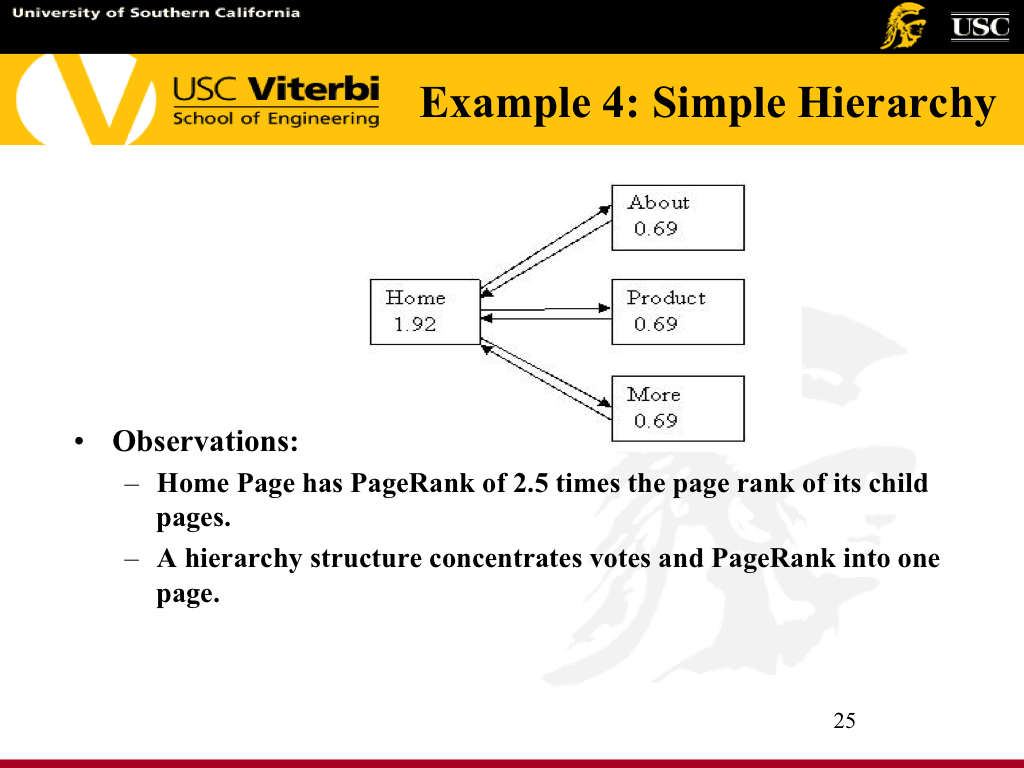 University of Southern California
USC
USC Viterbi
School of Engineering
Example 4: Simple Hierarchy
About
0.69
Home
1.92
Product
0.69
More
0.69
• Observations:
– Home Page has PageRank of 2.5 times the page rank of its child
pages.
– A hierarchy structure concentrates votes and PageRank into one
page.
25